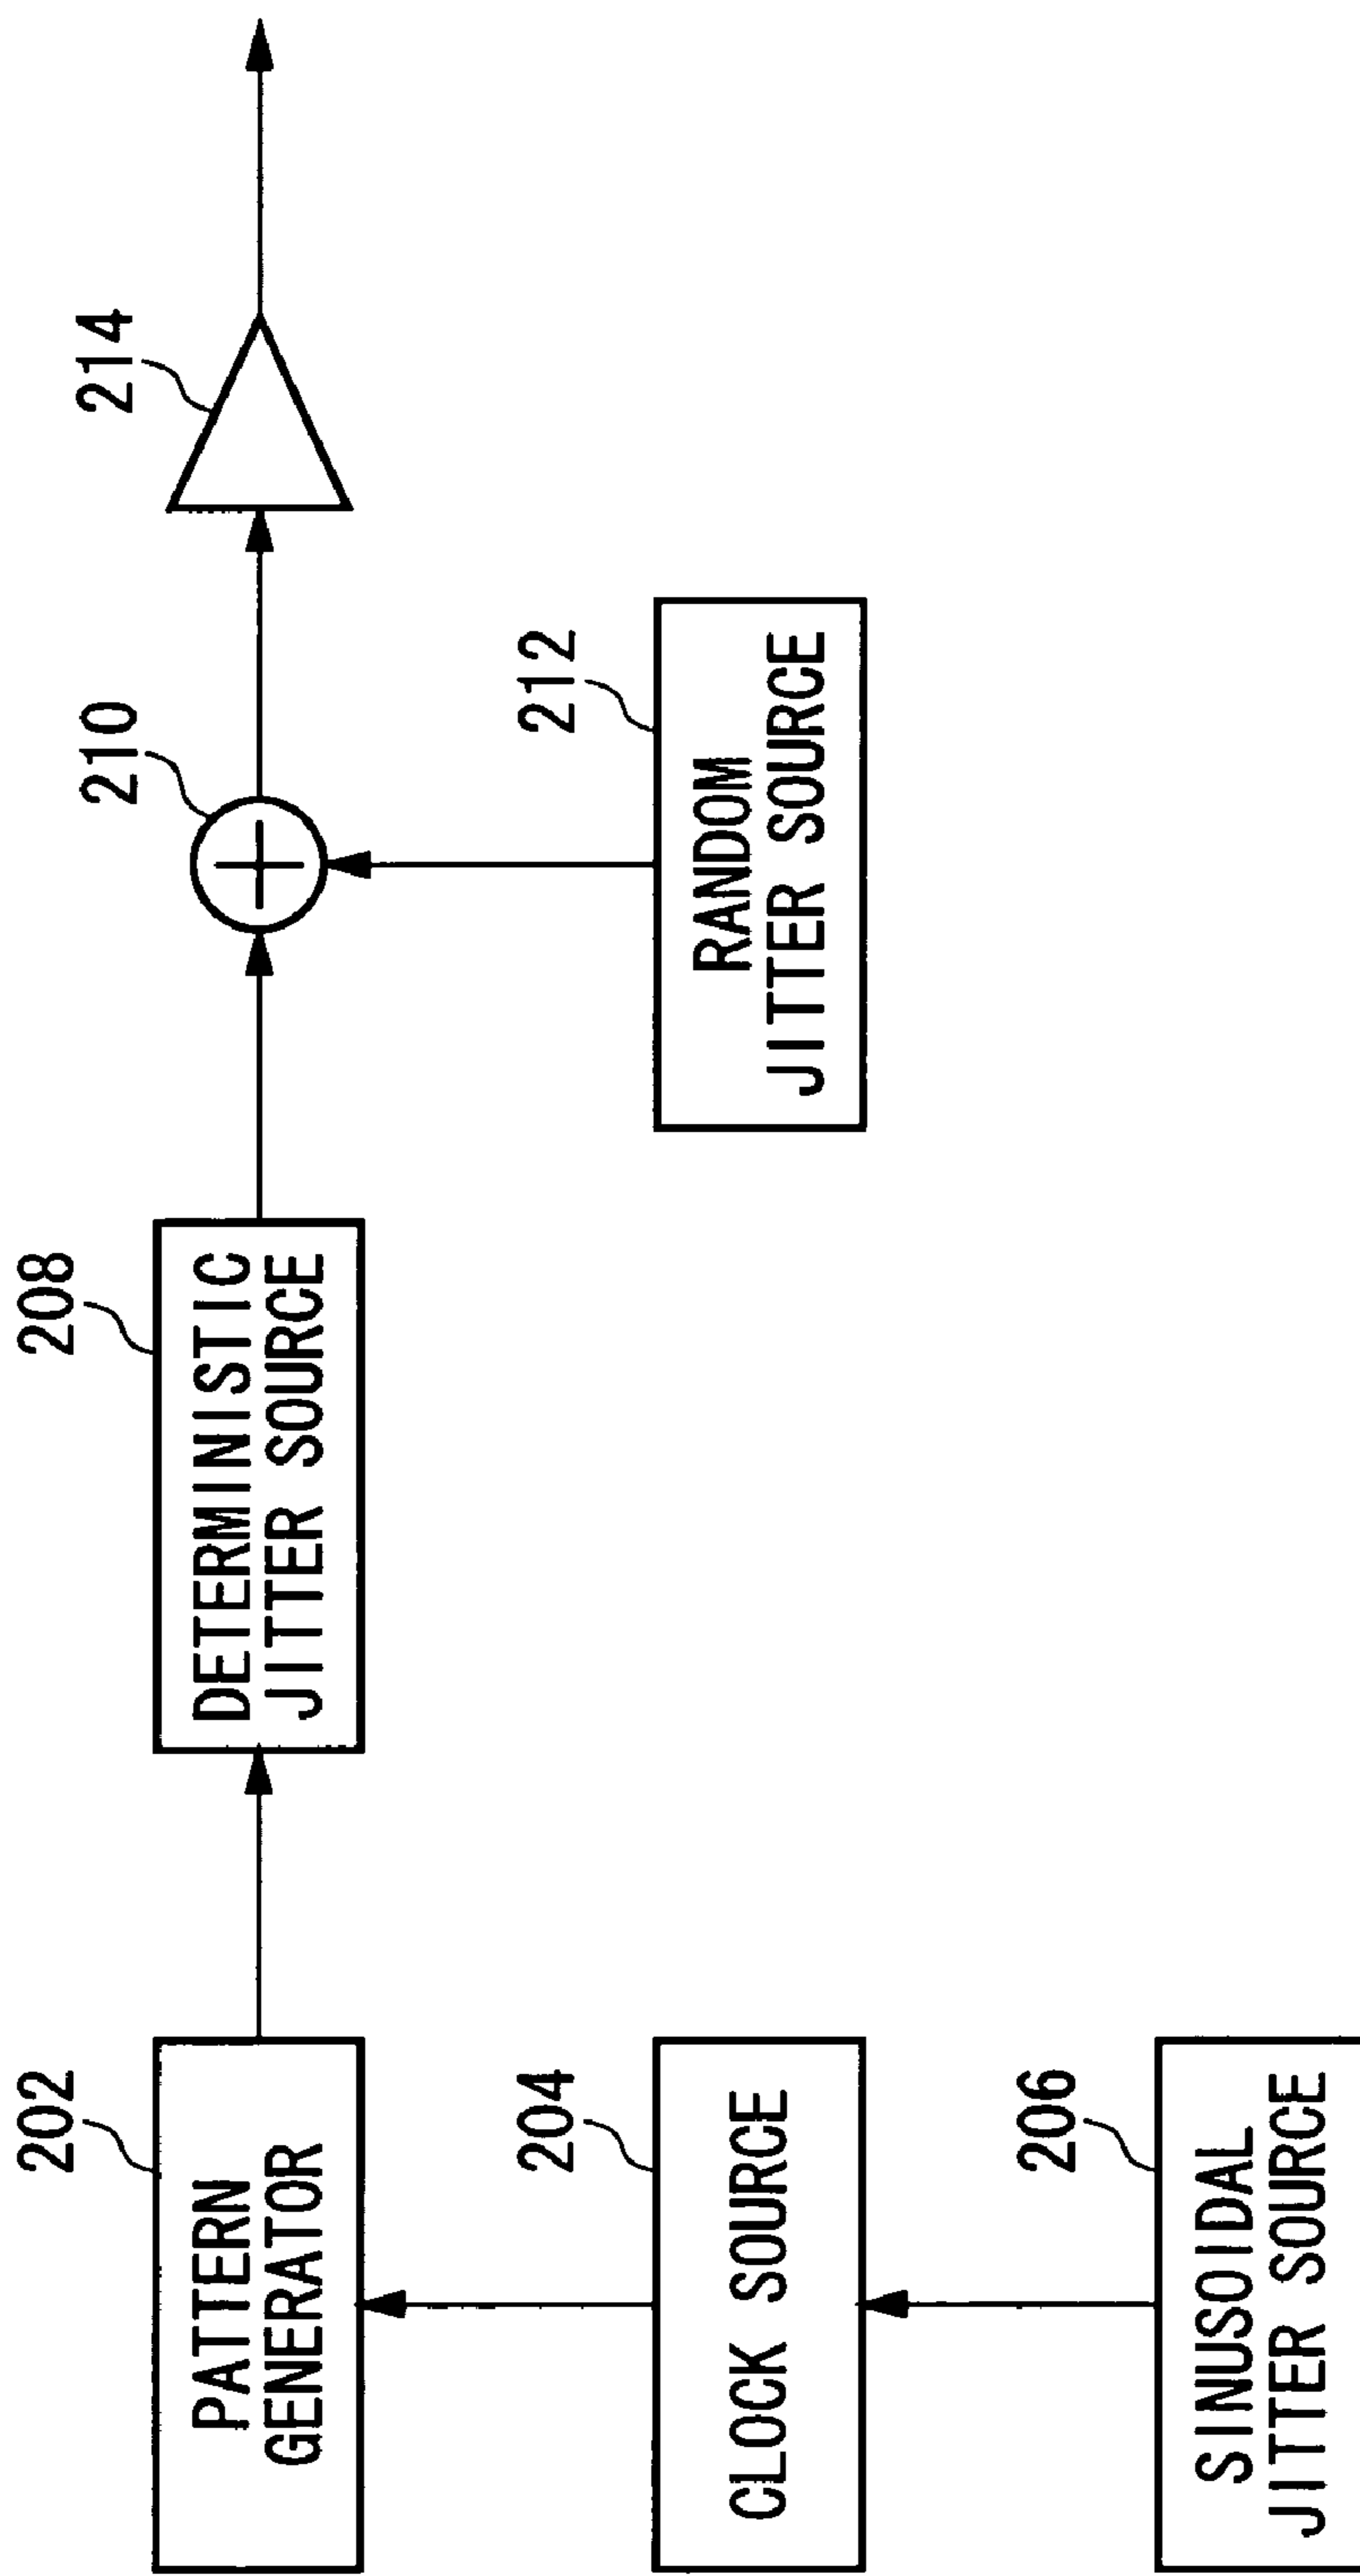 202
PATTERN
GENERATOR
208
DETERMINISTIC
JITTER SOURCE
210
214
204
CLOCK SOURCE
212
RANDOM
JITTER SOURCE
206
SINUSOIDAL
JITTER SOURCE